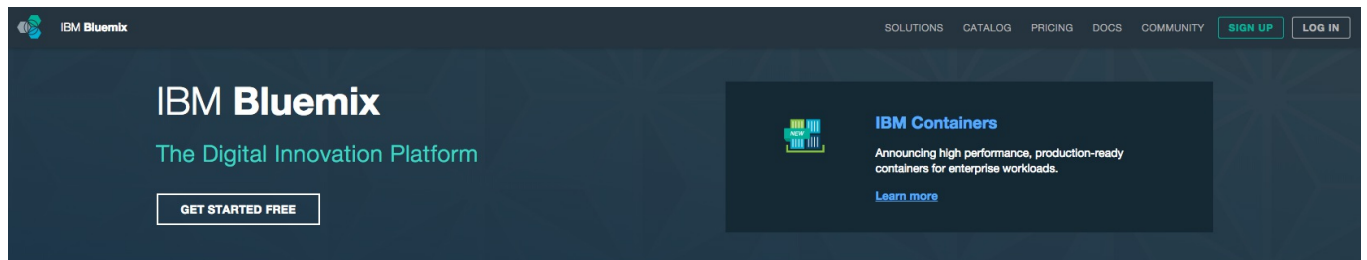 IBM Bluemix
SOLUTIONS CATALOG PRICING DOCS COMMUNITY SIGN UP LOG IN
IBM Bluemix
The Digital Innovation Platform
GET STARTED FREE
NEW
IBM Containers
Announcing high performance, production-ready
containers for enterprise workloads.
Learn more